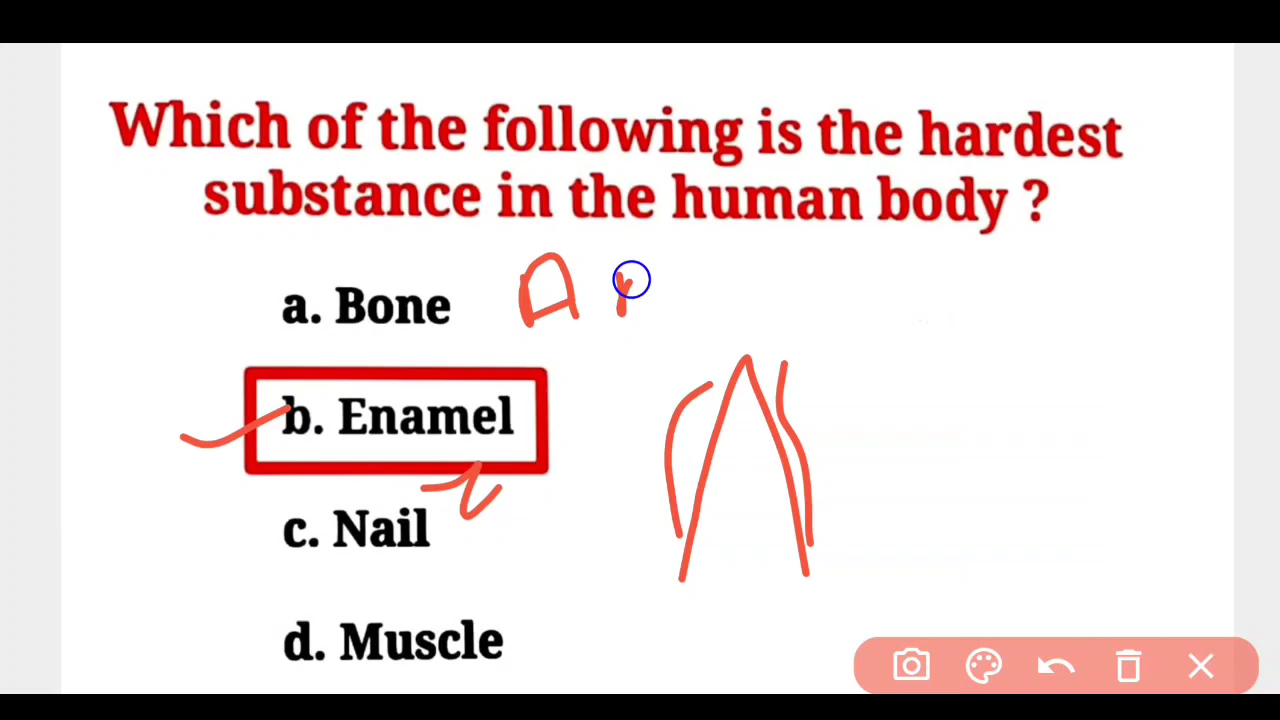 Which of the following is the hardest
substance in the human body ?
a. Bone
b. Enamel
c. Nail
d. Muscle